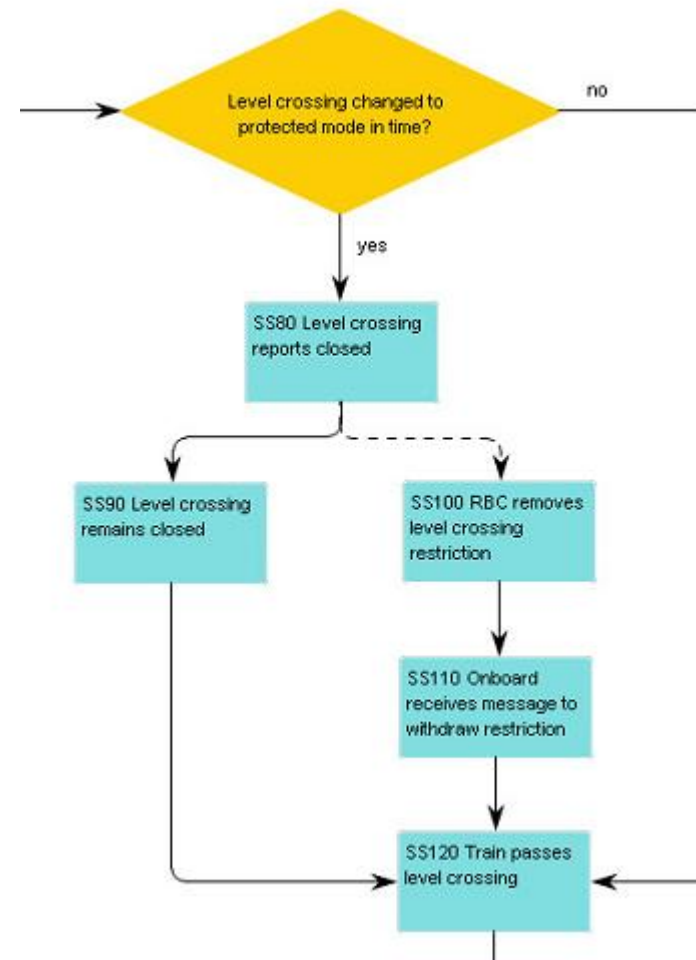 Level crossing changed to
protected mode in time?
no
yes
SS80 Level crossing
reports closed
SS90 Level crossing
remains closed
SS100 RBC removes
level crossing
restriction
SS110 Onboard
receives message to
withdraw restriction
SS120 Train passes
level crossing